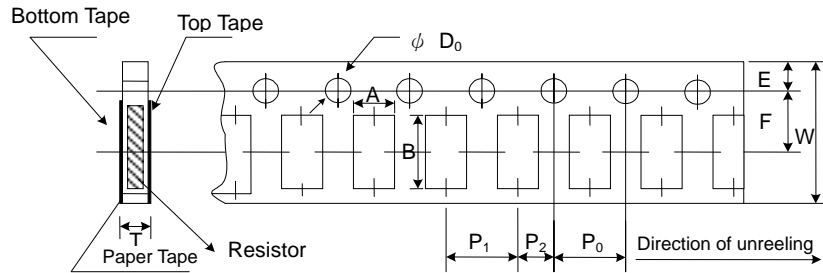 Bottom Tape
Top Tape
ϕ D₀
A
E
F
W
B
T
Paper Tape
Resistor
P₁
P₂
P₀
Direction of unreeling